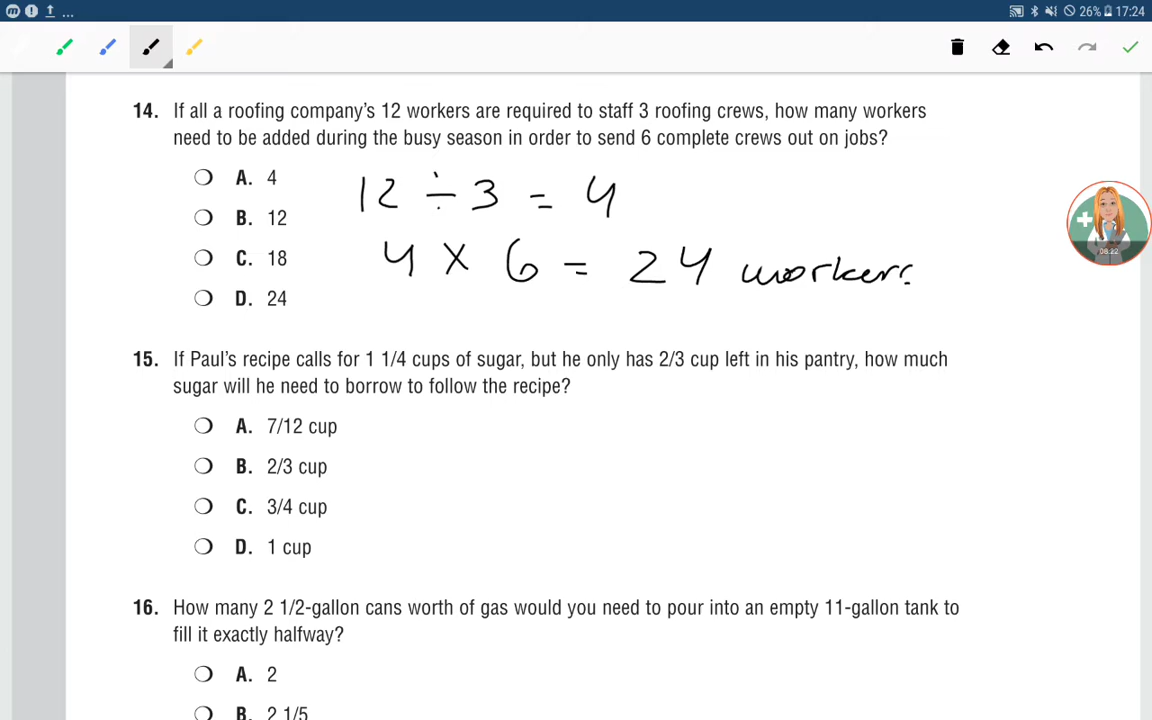 26% 17:24
14. If all a roofing company's 12 workers are required to staff 3 roofing crews, how many workers
need to be added during the busy season in order to send 6 complete crews out on jobs?
A. 4
B. 12
C. 18
D. 24
12 ÷ 3 = 4
4 × 6 = 24 workers
08:22
15. If Paul's recipe calls for 1 1/4 cups of sugar, but he only has 2/3 cup left in his pantry, how much
sugar will he need to borrow to follow the recipe?
A. 7/12 cup
B. 2/3 cup
C. 3/4 cup
D. 1 cup
16. How many 2 1/2-gallon cans worth of gas would you need to pour into an empty 11-gallon tank to
fill it exactly halfway?
A. 2
B. 2 1/5